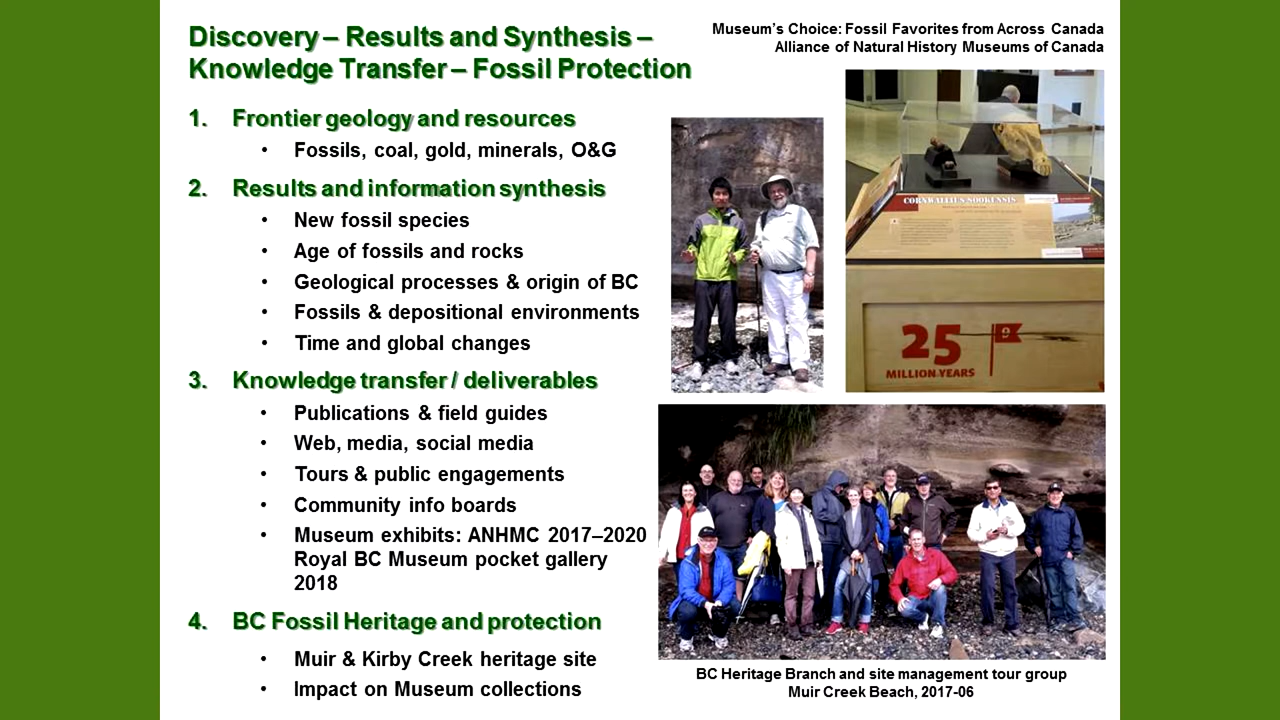 Discovery – Results and Synthesis –
Knowledge Transfer – Fossil Protection
1. Frontier geology and resources
• Fossils, coal, gold, minerals, O&G
2. Results and information synthesis
• New fossil species
• Age of fossils and rocks
• Geological processes & origin of BC
• Fossils & depositional environments
• Time and global changes
3. Knowledge transfer / deliverables
• Publications & field guides
• Web, media, social media
• Tours & public engagements
• Community info boards
• Museum exhibits: ANHMC 2017–2020
Royal BC Museum pocket gallery
2018
4. BC Fossil Heritage and protection
• Muir & Kirby Creek heritage site
• Impact on Museum collections
Museum's Choice: Fossil Favorites from Across Canada
Alliance of Natural History Museums of Canada
CORNWALLIUS SOOKENSIS
25
MILLION YEARS
BC Heritage Branch and site management tour group
Muir Creek Beach, 2017-06